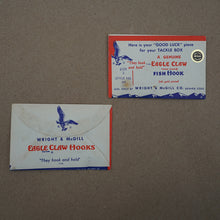 Here is your "GOOD LUCK" piece
for your TACKLE BOX
A GENUINE
"They hook and hold"
EAGLE CLAW
FISH HOOK
WRIGHT & McGILL CO.
WRIGHT & McGILL
EAGLE CLAW HOOKS
"They hook and hold"